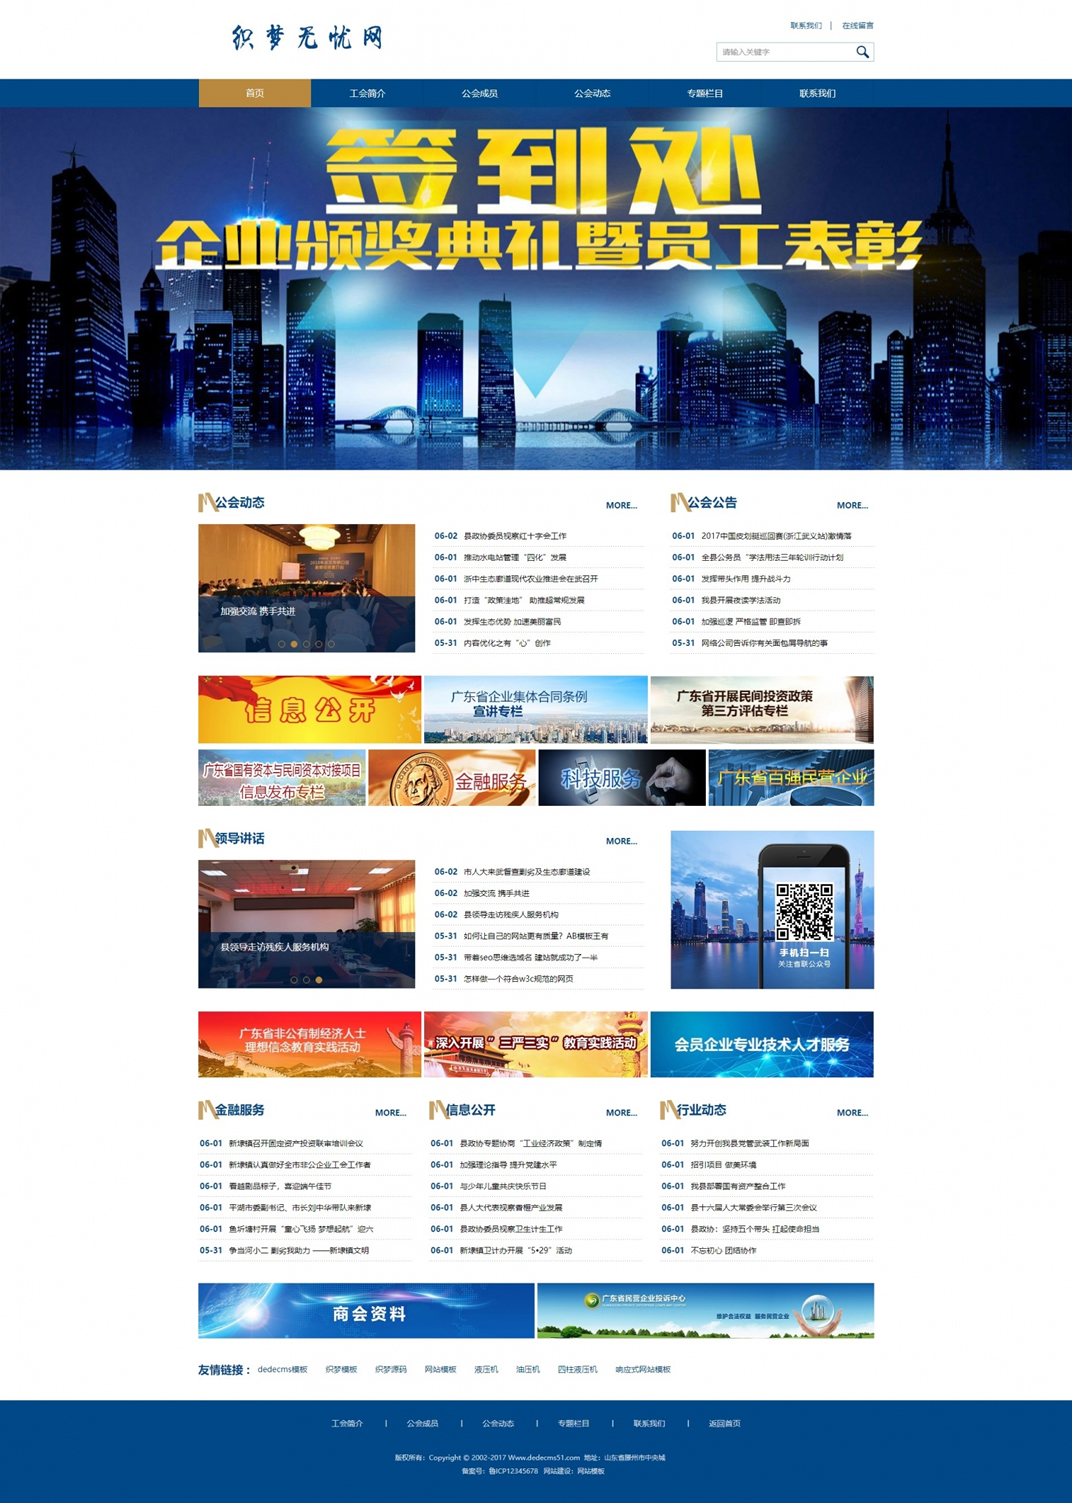 织梦无忧网
联系我们 | 在线留言
请输入关键字
首页 工会简介 公会成员 公会动态 专题栏目 联系我们
签到处
企业颁奖典礼暨员工表彰
公会动态 MORE...
加强交流 携手共进
06-02 县政协委员视察红十字会工作
06-01 推动水电站管理“四化”发展
06-01 浙中生态廊道现代农业推进会在武召开
06-01 打造“政策洼地” 助推超常规发展
06-01 发挥生态优势 加速美丽富民
05-31 内容优化之有“心”创作
公会公告 MORE...
06-01 2017中国皮划艇巡回赛(浙江武义站)激情落
06-01 全县公务员“学法用法三年轮训行动计划
06-01 发挥带头作用 提升战斗力
06-01 我县开展夜读学法活动
06-01 加强巡逻 严格监管 即查即拆
05-31 网络公司告诉你有关面包屑导航的事
信息公开
广东省企业集体合同条例
宣讲专栏
广东省开展民间投资政策
第三方评估专栏
广东省国有资本与民间资本对接项目
信息发布专栏
金融服务
科技服务
广东省百强民营企业
领导讲话 MORE...
县领导走访残疾人服务机构
06-02 市人大来武督查剿劣及生态廊道建设
06-02 加强交流 携手共进
06-02 县领导走访残疾人服务机构
05-31 如何让自己的网站更有质量？AB模板王有
05-31 带着seo思维选域名 建站就成功了一半
05-31 怎样做一个符合w3c规范的网页
手机扫一扫
关注省联公众号
广东省非公有制经济人士
理想信念教育实践活动
深入开展“三严三实”教育实践活动
会员企业专业技术人才服务
金融服务 MORE...
06-01 新埭镇召开固定资产投资联审培训会议
06-01 新埭镇认真做好全市非公企业工会工作者
06-01 看越剧品粽子，喜迎端午佳节
06-01 平湖市委副书记、市长刘中华带队来新埭
06-01 鱼圻塘村开展“童心飞扬 梦想起航”迎六
05-31 争当河小二 剿劣我助力 ——新埭镇文明
信息公开 MORE...
06-01 县政协专题协商“工业经济政策”制定情
06-01 加强理论指导 提升党建水平
06-01 与少年儿童共庆快乐节日
06-01 县人大代表视察香榧产业发展
06-01 县政协委员视察卫生计生工作
06-01 新埭镇卫计办开展“5•29”活动
行业动态 MORE...
06-01 努力开创我县党管武装工作新局面
06-01 招引项目 做美环境
06-01 我县部署国有资产整合工作
06-01 县十六届人大常委会举行第三次会议
06-01 县政协：坚持五个带头 扛起使命担当
06-01 不忘初心 团结协作
商会资料
广东省民营企业投诉中心
维护合法权益 服务民营企业
友情链接： dedecms模板 织梦模板 织梦源码 网站模板 液压机 油压机 四柱液压机 响应式网站模板
工会简介 | 公会成员 | 公会动态 | 专题栏目 | 联系我们 | 返回首页
版权所有：Copyright © 2002-2017 Www.dedecms51.com 地址：山东省滕州市中央城
备案号：鲁ICP12345678 网站建设：网站模板